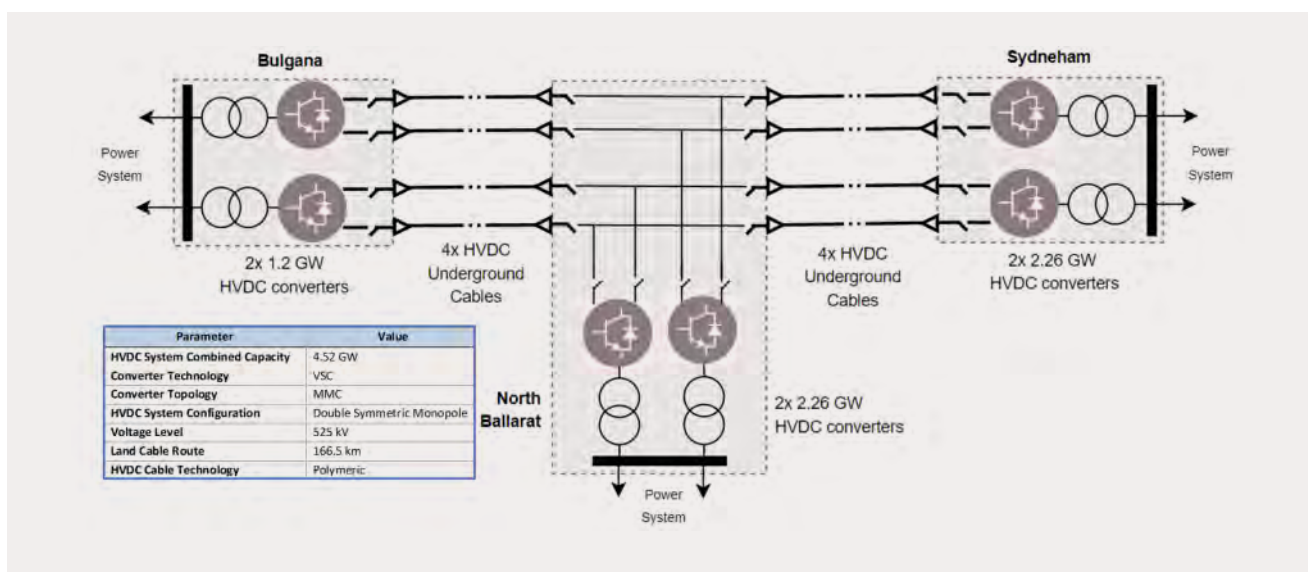 Bulgana
Sydneham
Power
System
Power
System
2x 1.2 GW
HVDC converters
4x HVDC
Underground
Cables
4x HVDC
Underground
Cables
2x 2.26 GW
HVDC converters
Parameter Value
HVDC System Combined Capacity 4.52 GW
Converter Technology VSC
Converter Topology MMC
HVDC System Configuration Double Symmetric Monopole
Voltage Level 525 kV
Land Cable Route 166.5 km
HVDC Cable Technology Polymeric
North
Ballarat
2x 2.26 GW
HVDC converters
Power
System